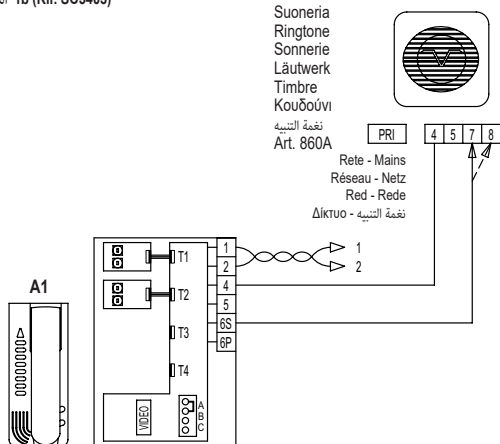 1b (Rif.
Suoneria
Ringtone
Sonnerie
Läutwerk
Timbre
Κουδούνι
نغمة التنبيه
Art. 860A
PRI 4 5 7 8
Rete - Mains
Réseau - Netz
Red - Rede
Δίκτυο - نغمة التنبيه
A1
T1
T2
T3
T4
1
2
4
5
6S
6P
1
2
VIDEO
A
B
C